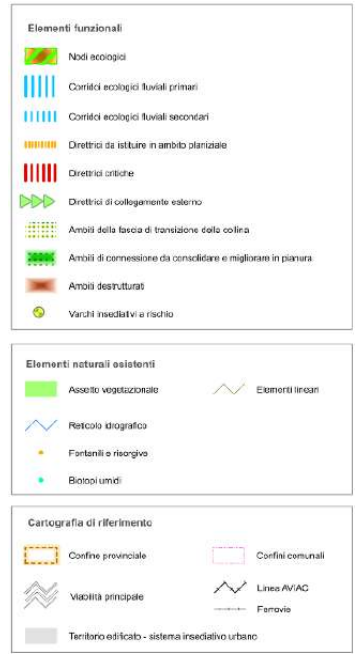 Elementi funzionali
Nodi ecologici
Corridoi ecologici fluviali primari
Corridoi ecologici fluviali secondari
Direttrici da istituire in ambito planiziale
Direttrici critiche
Direttrici di collegamento esterno
Ambiti della fascia di transizione della collina
Ambiti di connessione da consolidare e migliorare in pianura
Ambiti destrutturati
Varchi insediativi a rischio
Elementi naturali esistenti
Assetto vegetazionale
Elementi lineari
Reticolo idrografico
Fontanili e risorgive
Biotopi umidi
Cartografia di riferimento
Confine provinciale
Confini comunali
Viabilità principale
Linea AV/AC
Ferrovie
Territorio edificato - sistema insediativo urbano